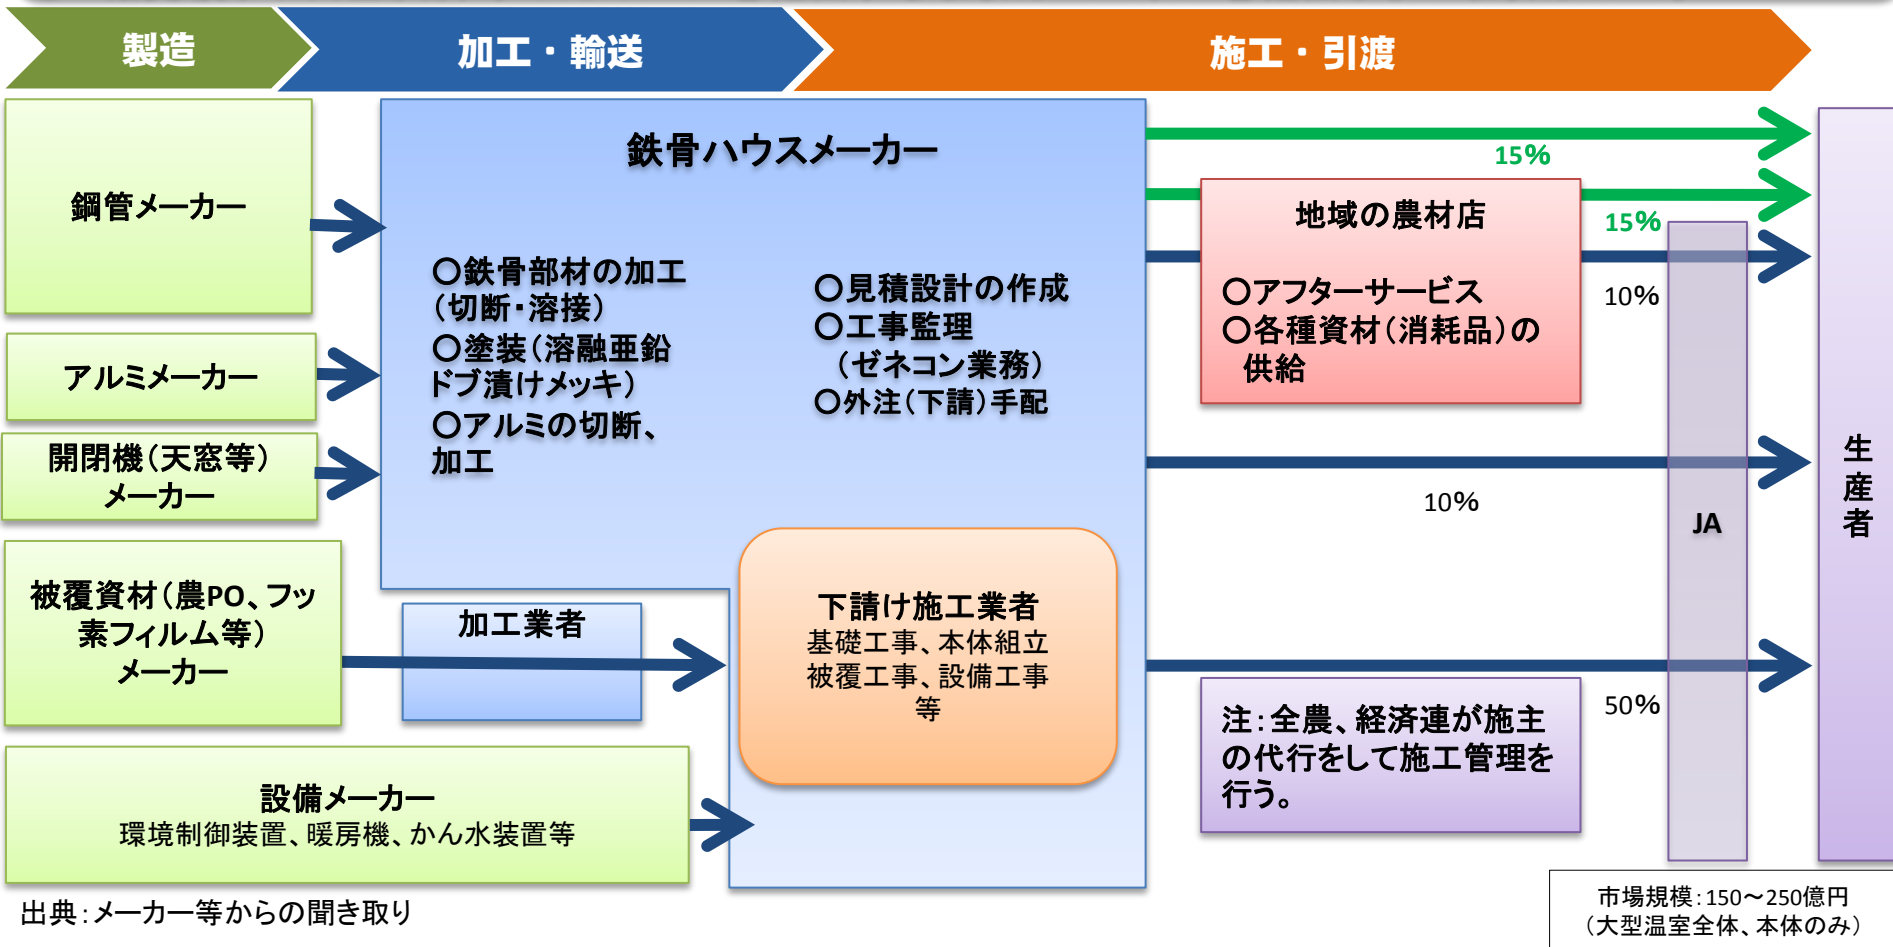 製造
加工・輸送
施工・引渡
鋼管メーカー
アルミメーカー
開閉機（天窓等）
メーカー
被覆資材（農PO、フッ
素フィルム等）
メーカー
設備メーカー
環境制御装置、暖房機、かん水装置等
鉄骨ハウスメーカー
○鉄骨部材の加工
（切断・溶接）
○塗装（溶融亜鉛
ドブ漬けメッキ）
○アルミの切断、
加工
○見積設計の作成
○工事監理
（ゼネコン業務）
○外注（下請）手配
加工業者
下請け施工業者
基礎工事、本体組立
被覆工事、設備工事
等
15%
地域の農材店
○アフターサービス
○各種資材（消耗品）の
供給
15%
10%
10%
50%
注：全農、経済連が施主
の代行をして施工管理を
行う。
JA
生
産
者
出典：メーカー等からの聞き取り
市場規模：150～250億円
（大型温室全体、本体のみ）